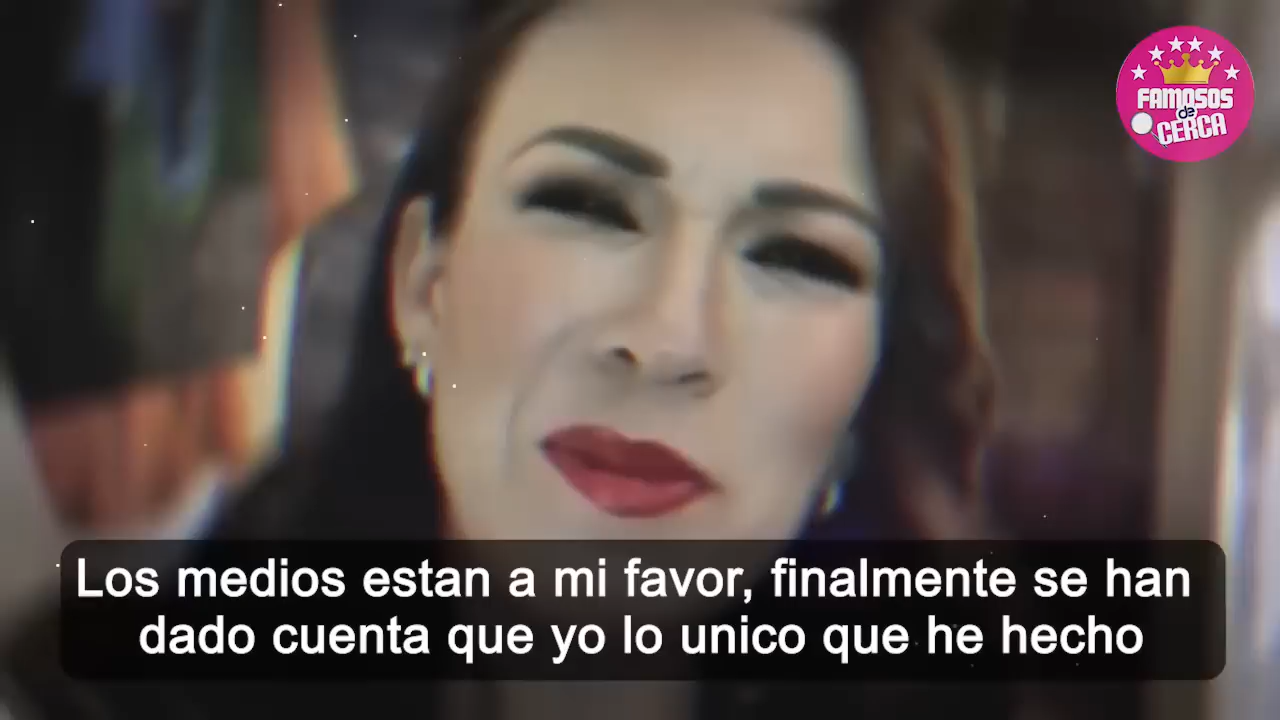 FAMOSOS
de
CERCA
Los medios estan a mi favor, finalmente se han
dado cuenta que yo lo unico que he hecho